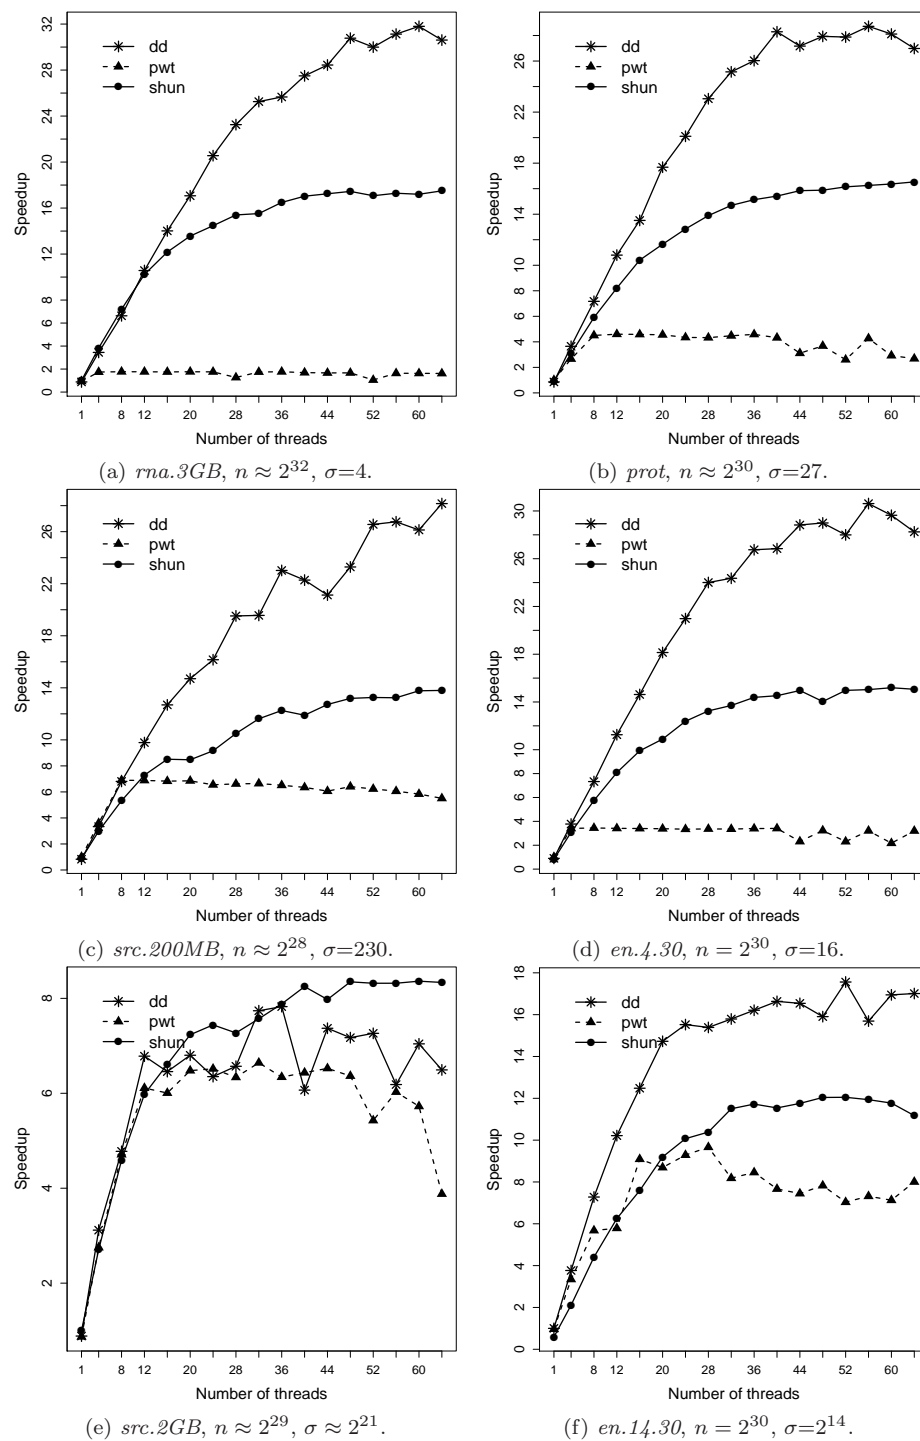 32
28
22
18
14
10
8
6
4
2
0
Speedup
dd
pwt
shun
1 8 12 20 28 36 44 52 60
Number of threads
(a) rna.3GB, n ≈ 2^32, σ=4.
26
22
18
14
10
8
6
4
2
0
Speedup
dd
pwt
shun
1 8 12 20 28 36 44 52 60
Number of threads
(b) prot, n ≈ 2^30, σ=27.
26
22
18
14
10
8
6
4
2
0
Speedup
dd
pwt
shun
1 8 12 20 28 36 44 52 60
Number of threads
(c) src.200MB, n ≈ 2^28, σ=230.
30
26
22
18
14
10
8
6
4
2
0
Speedup
dd
pwt
shun
1 8 12 20 28 36 44 52 60
Number of threads
(d) en.4.30, n = 2^30, σ=16.
8
6
4
2
Speedup
dd
pwt
shun
1 8 12 20 28 36 44 52 60
Number of threads
(e) src.2GB, n ≈ 2^29, σ ≈ 2^21.
18
16
14
12
10
8
6
4
2
0
Speedup
dd
pwt
shun
1 8 12 20 28 36 44 52 60
Number of threads
(f) en.14.30, n = 2^30, σ=2^14.